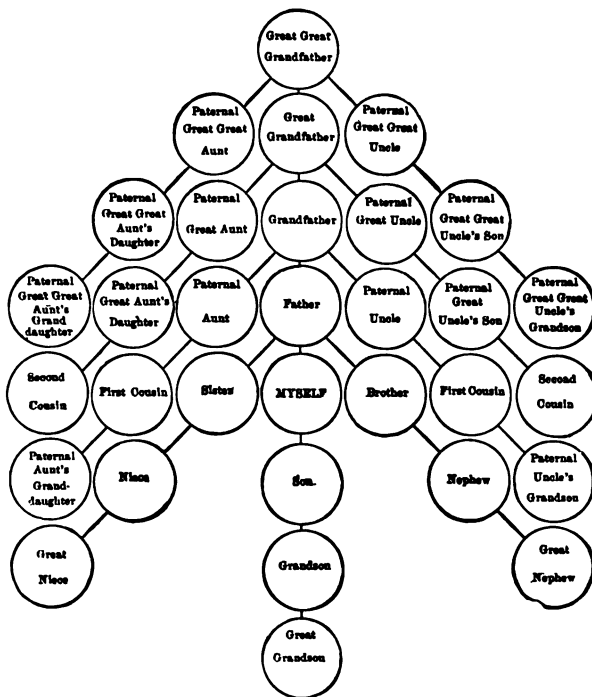 Great Great
Grandfather
Paternal
Great Great
Aunt
Great
Grandfather
Paternal
Great Great
Uncle
Paternal
Great Great
Aunt's
Daughter
Paternal
Great Aunt
Grandfather
Paternal
Great Uncle
Paternal
Great Great
Uncle's Son
Paternal
Great Great
Aunt's
Grand
daughter
Paternal
Great Aunt's
Daughter
Paternal
Aunt
Father
Paternal
Uncle
Paternal
Great
Uncle's Son
Paternal
Great Great
Uncle's
Grandson
Second
Cousin
First Cousin
Sister
MYSELF
Brother
First Cousin
Second
Cousin
Paternal
Aunt's
Grand-
daughter
Niece
Son
Nephew
Paternal
Uncle's
Grandson
Great
Niece
Grandson
Great
Nephew
Great
Grandson